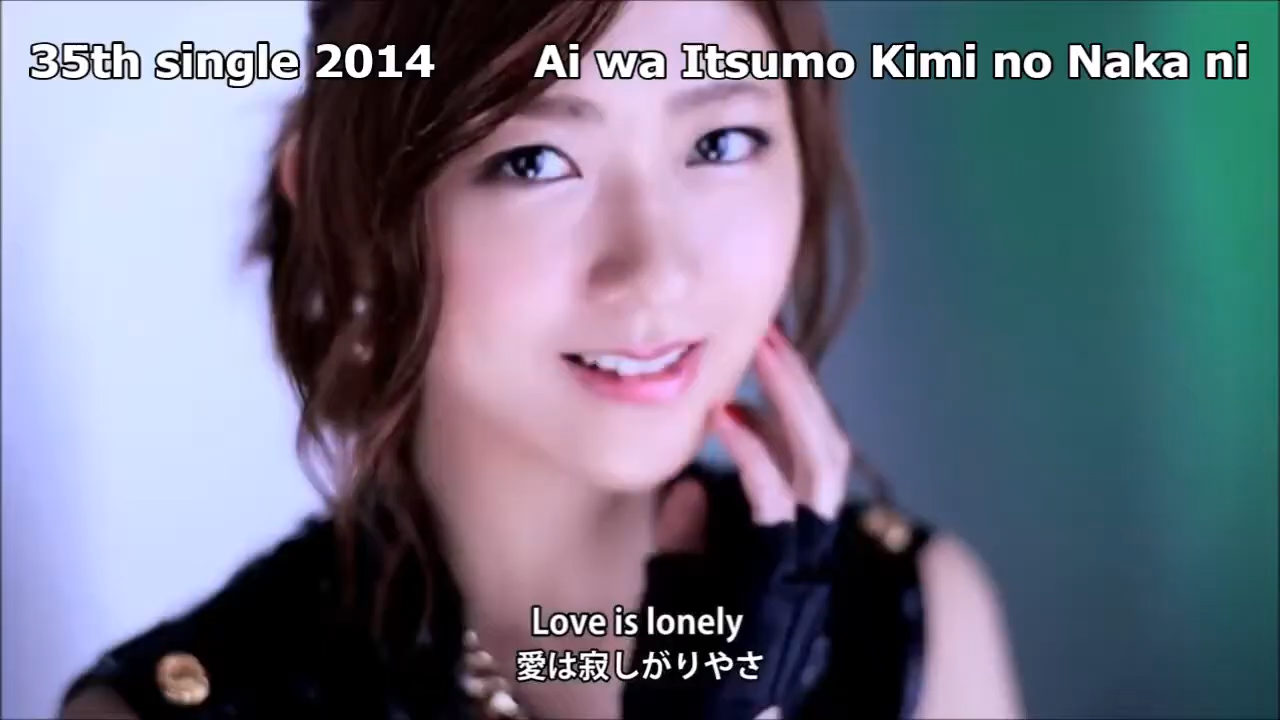 35th single 2014 Ai wa Itsumo Kimi no Naka ni
Love is lonely
愛は寂しがりやさ